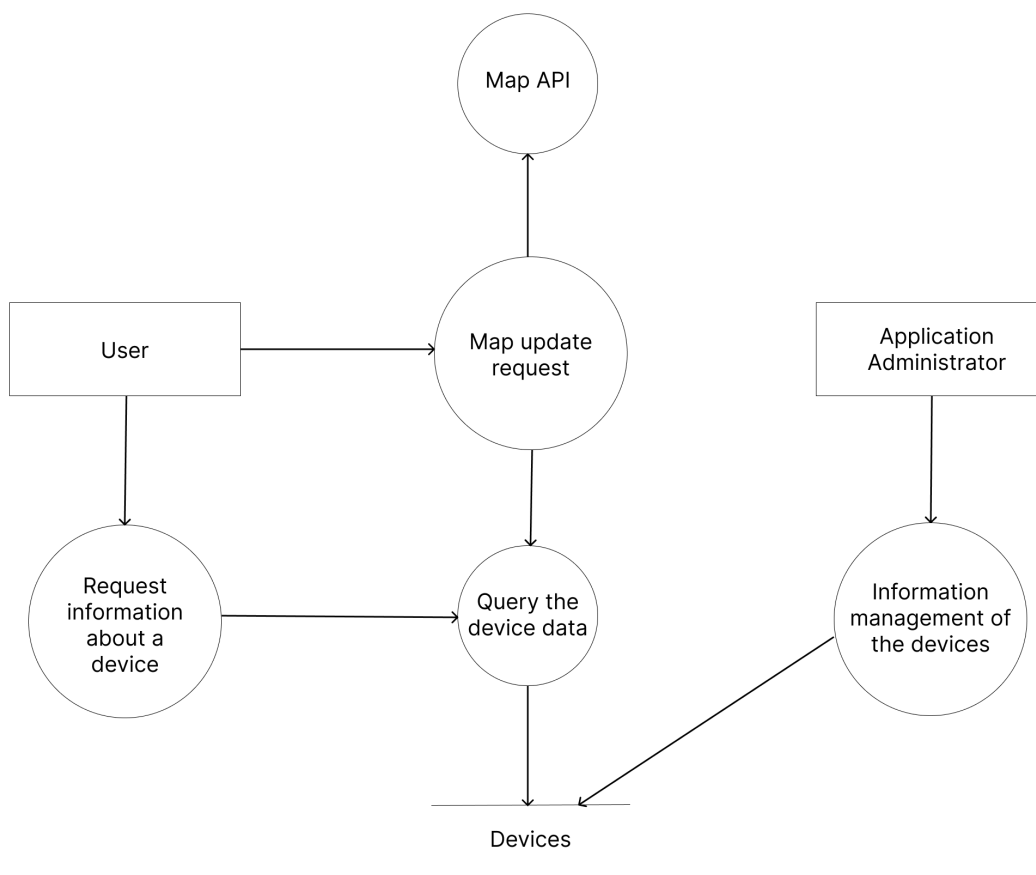 Map API
User
Map update
request
Application
Administrator
Request
information
about a
device
Query the
device data
Information
management of
the devices
Devices